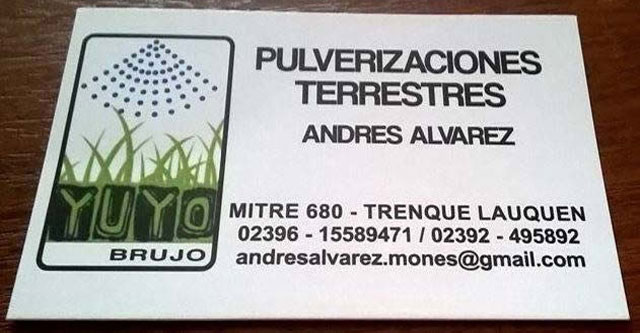 PULVERIZACIONES
TERRESTRES
ANDRES ALVAREZ
YUYO
BRUJO
MITRE 680 - TRENQUE LAUQUEN
02396 - 15589471 / 02392 - 495892
andresalvarez.mones@gmail.com